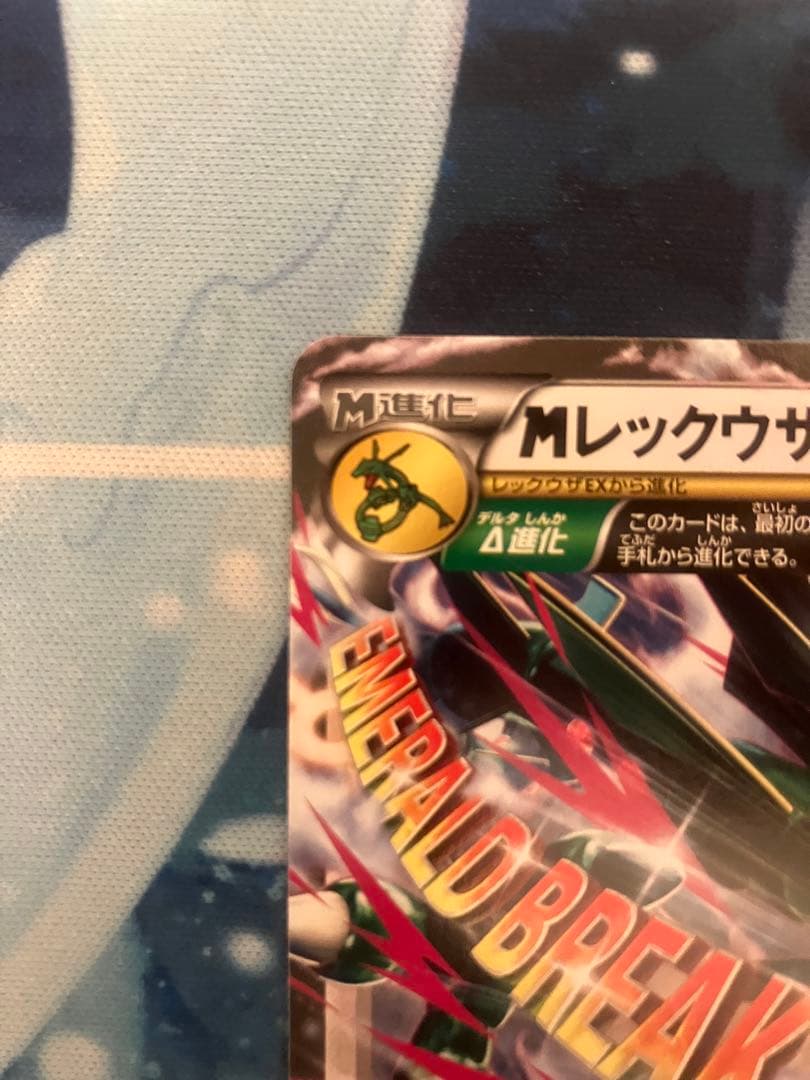 M進化
Mレックウザ
レックウザEXから進化
デルタ しんか
Δ進化
さいしょ
このカードは、最初の
てふだ しんか
手札から進化できる。
EMERALD BREAK